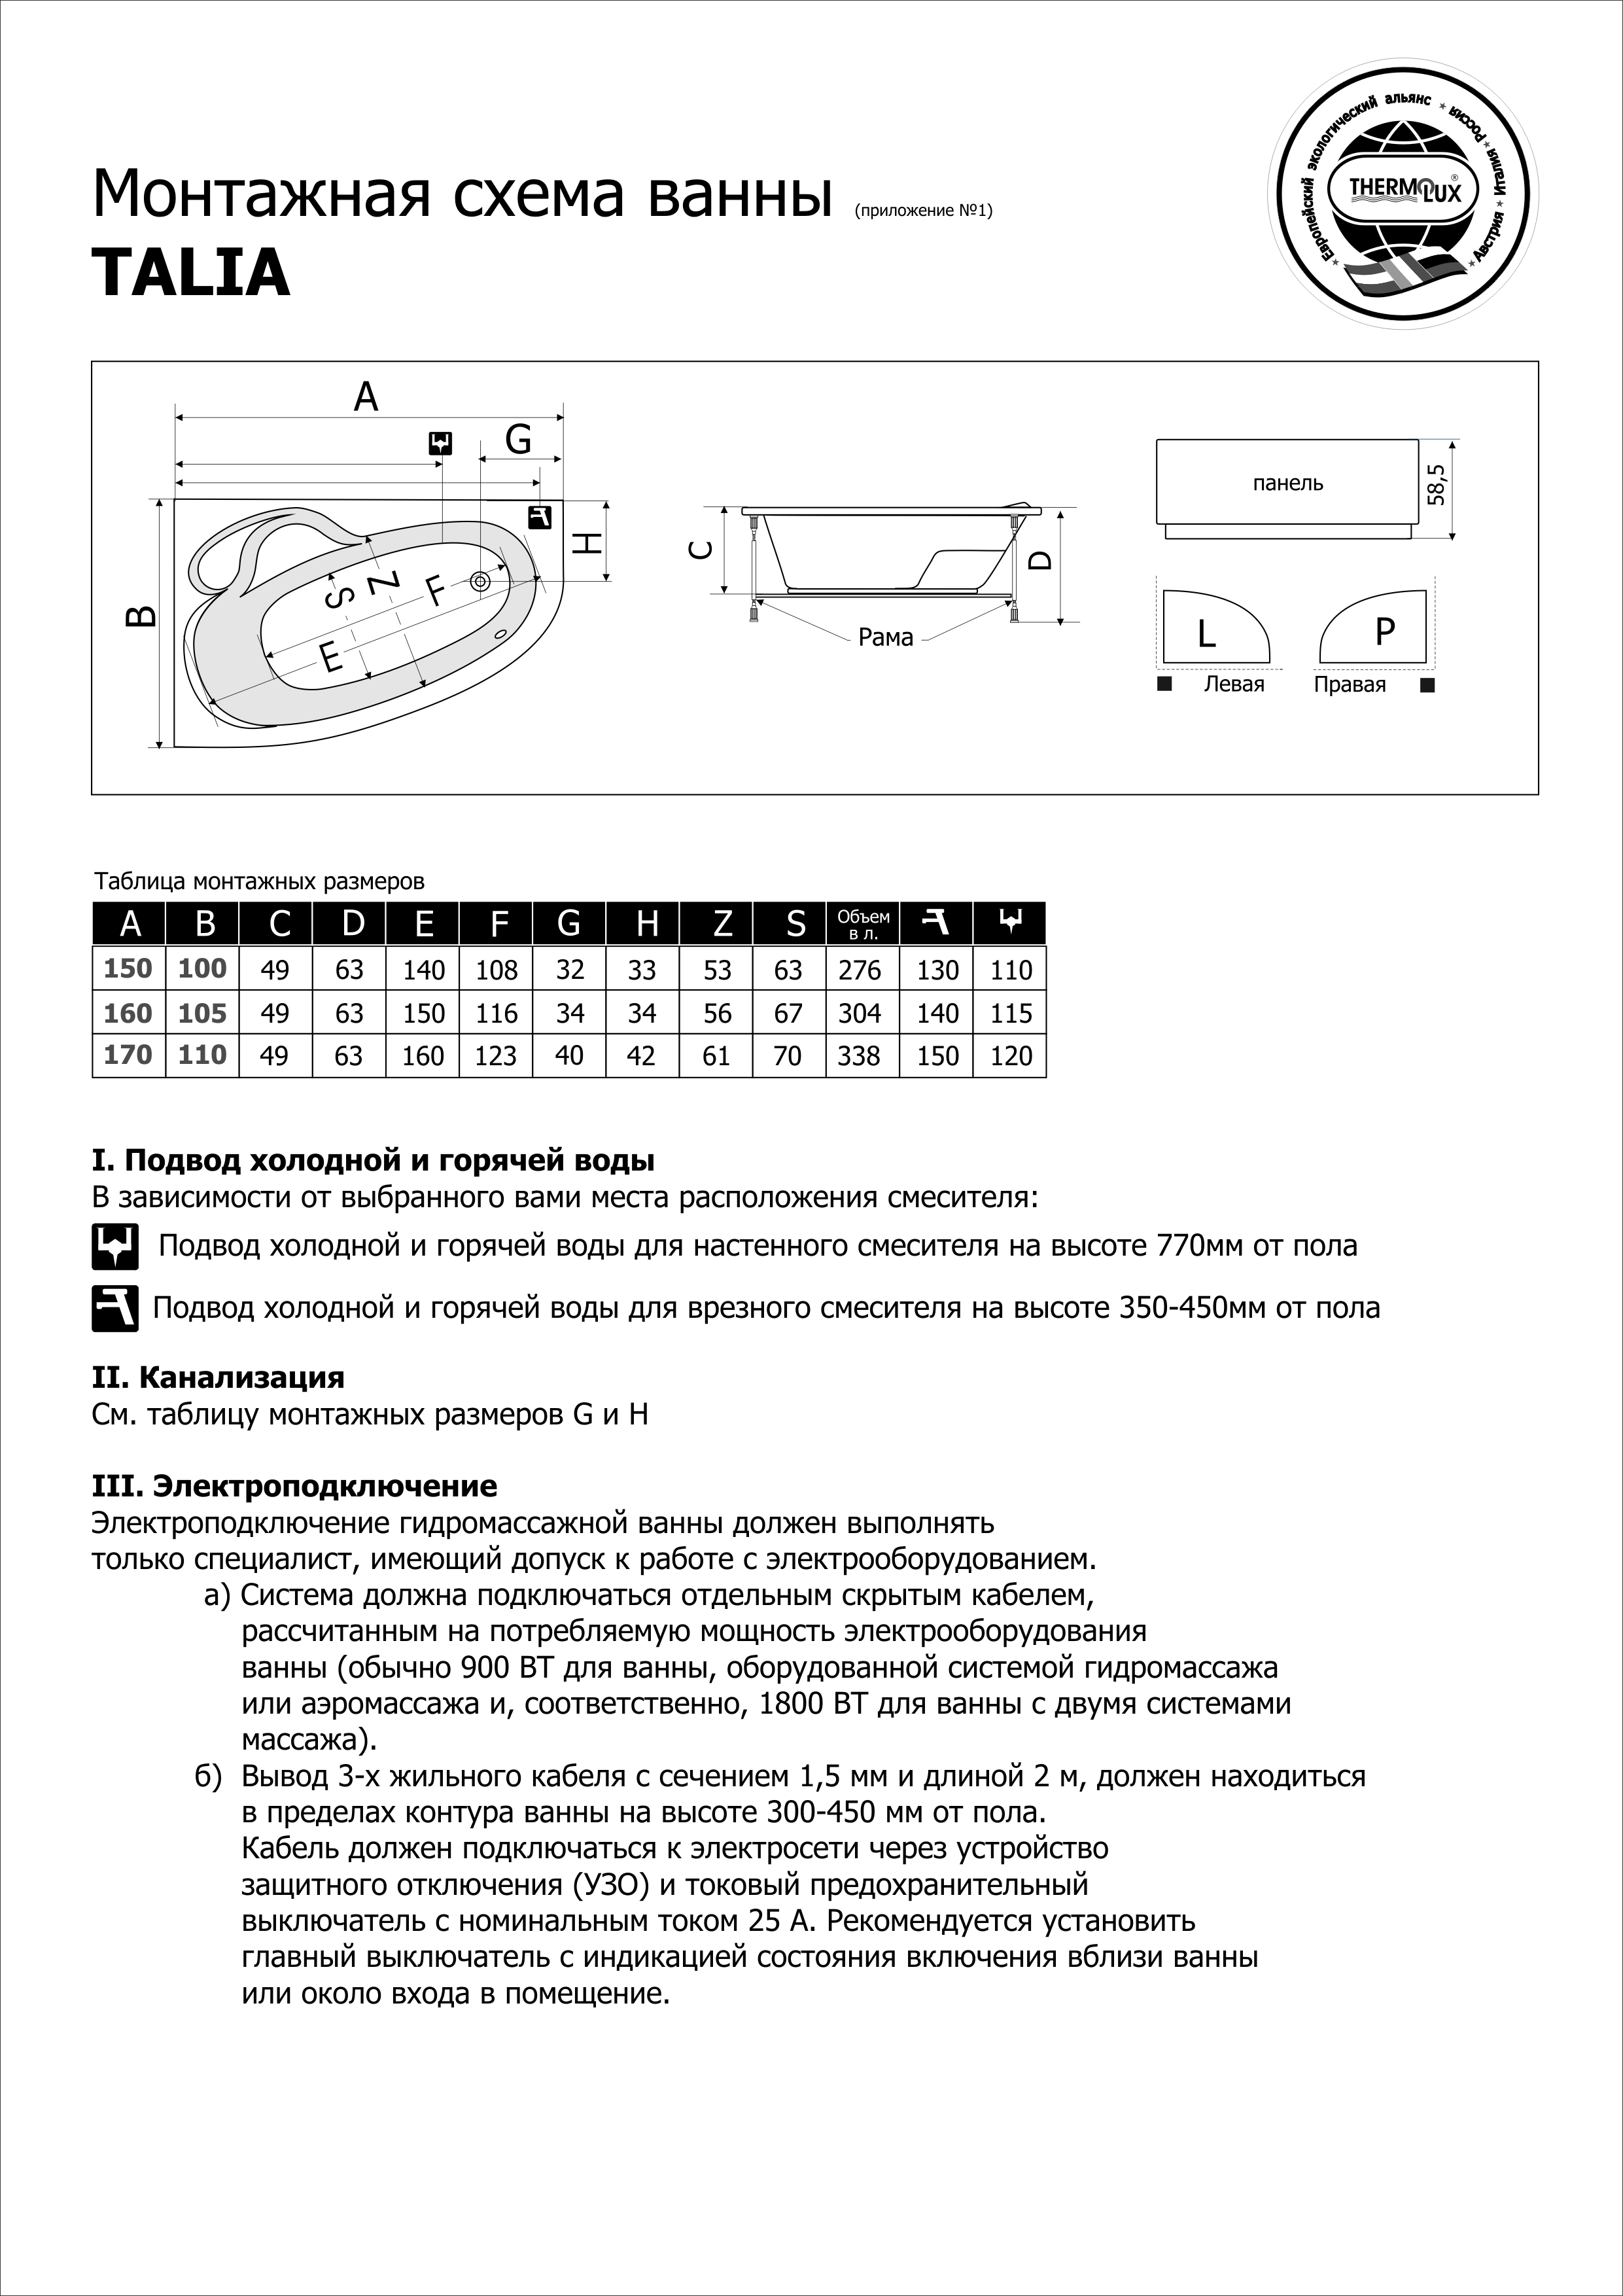 Европейский экологический альянс * Россия * Италия * Австрия *
THERMOLUX®
Монтажная схема ванны (приложение №1)
TALIA
A
G
H
B
S
Z
F
E
C
D
Рама
панель
58,5
L
P
Левая
Правая
Таблица монтажных размеров
A B C D E F G H Z S Объем в л.
150 100 49 63 140 108 32 33 53 63 276 130 110
160 105 49 63 150 116 34 34 56 67 304 140 115
170 110 49 63 160 123 40 42 61 70 338 150 120
I. Подвод холодной и горячей воды
В зависимости от выбранного вами места расположения смесителя:
Подвод холодной и горячей воды для настенного смесителя на высоте 770мм от пола
Подвод холодной и горячей воды для врезного смесителя на высоте 350-450мм от пола
II. Канализация
См. таблицу монтажных размеров G и H
III. Электроподключение
Электроподключение гидромассажной ванны должен выполнять
только специалист, имеющий допуск к работе с электрооборудованием.
а) Система должна подключаться отдельным скрытым кабелем,
рассчитанным на потребляемую мощность электрооборудования
ванны (обычно 900 ВТ для ванны, оборудованной системой гидромассажа
или аэромассажа и, соответственно, 1800 ВТ для ванны с двумя системами
массажа).
б) Вывод 3-х жильного кабеля с сечением 1,5 мм и длиной 2 м, должен находиться
в пределах контура ванны на высоте 300-450 мм от пола.
Кабель должен подключаться к электросети через устройство
защитного отключения (УЗО) и токовый предохранительный
выключатель с номинальным током 25 А. Рекомендуется установить
главный выключатель с индикацией состояния включения вблизи ванны
или около входа в помещение.